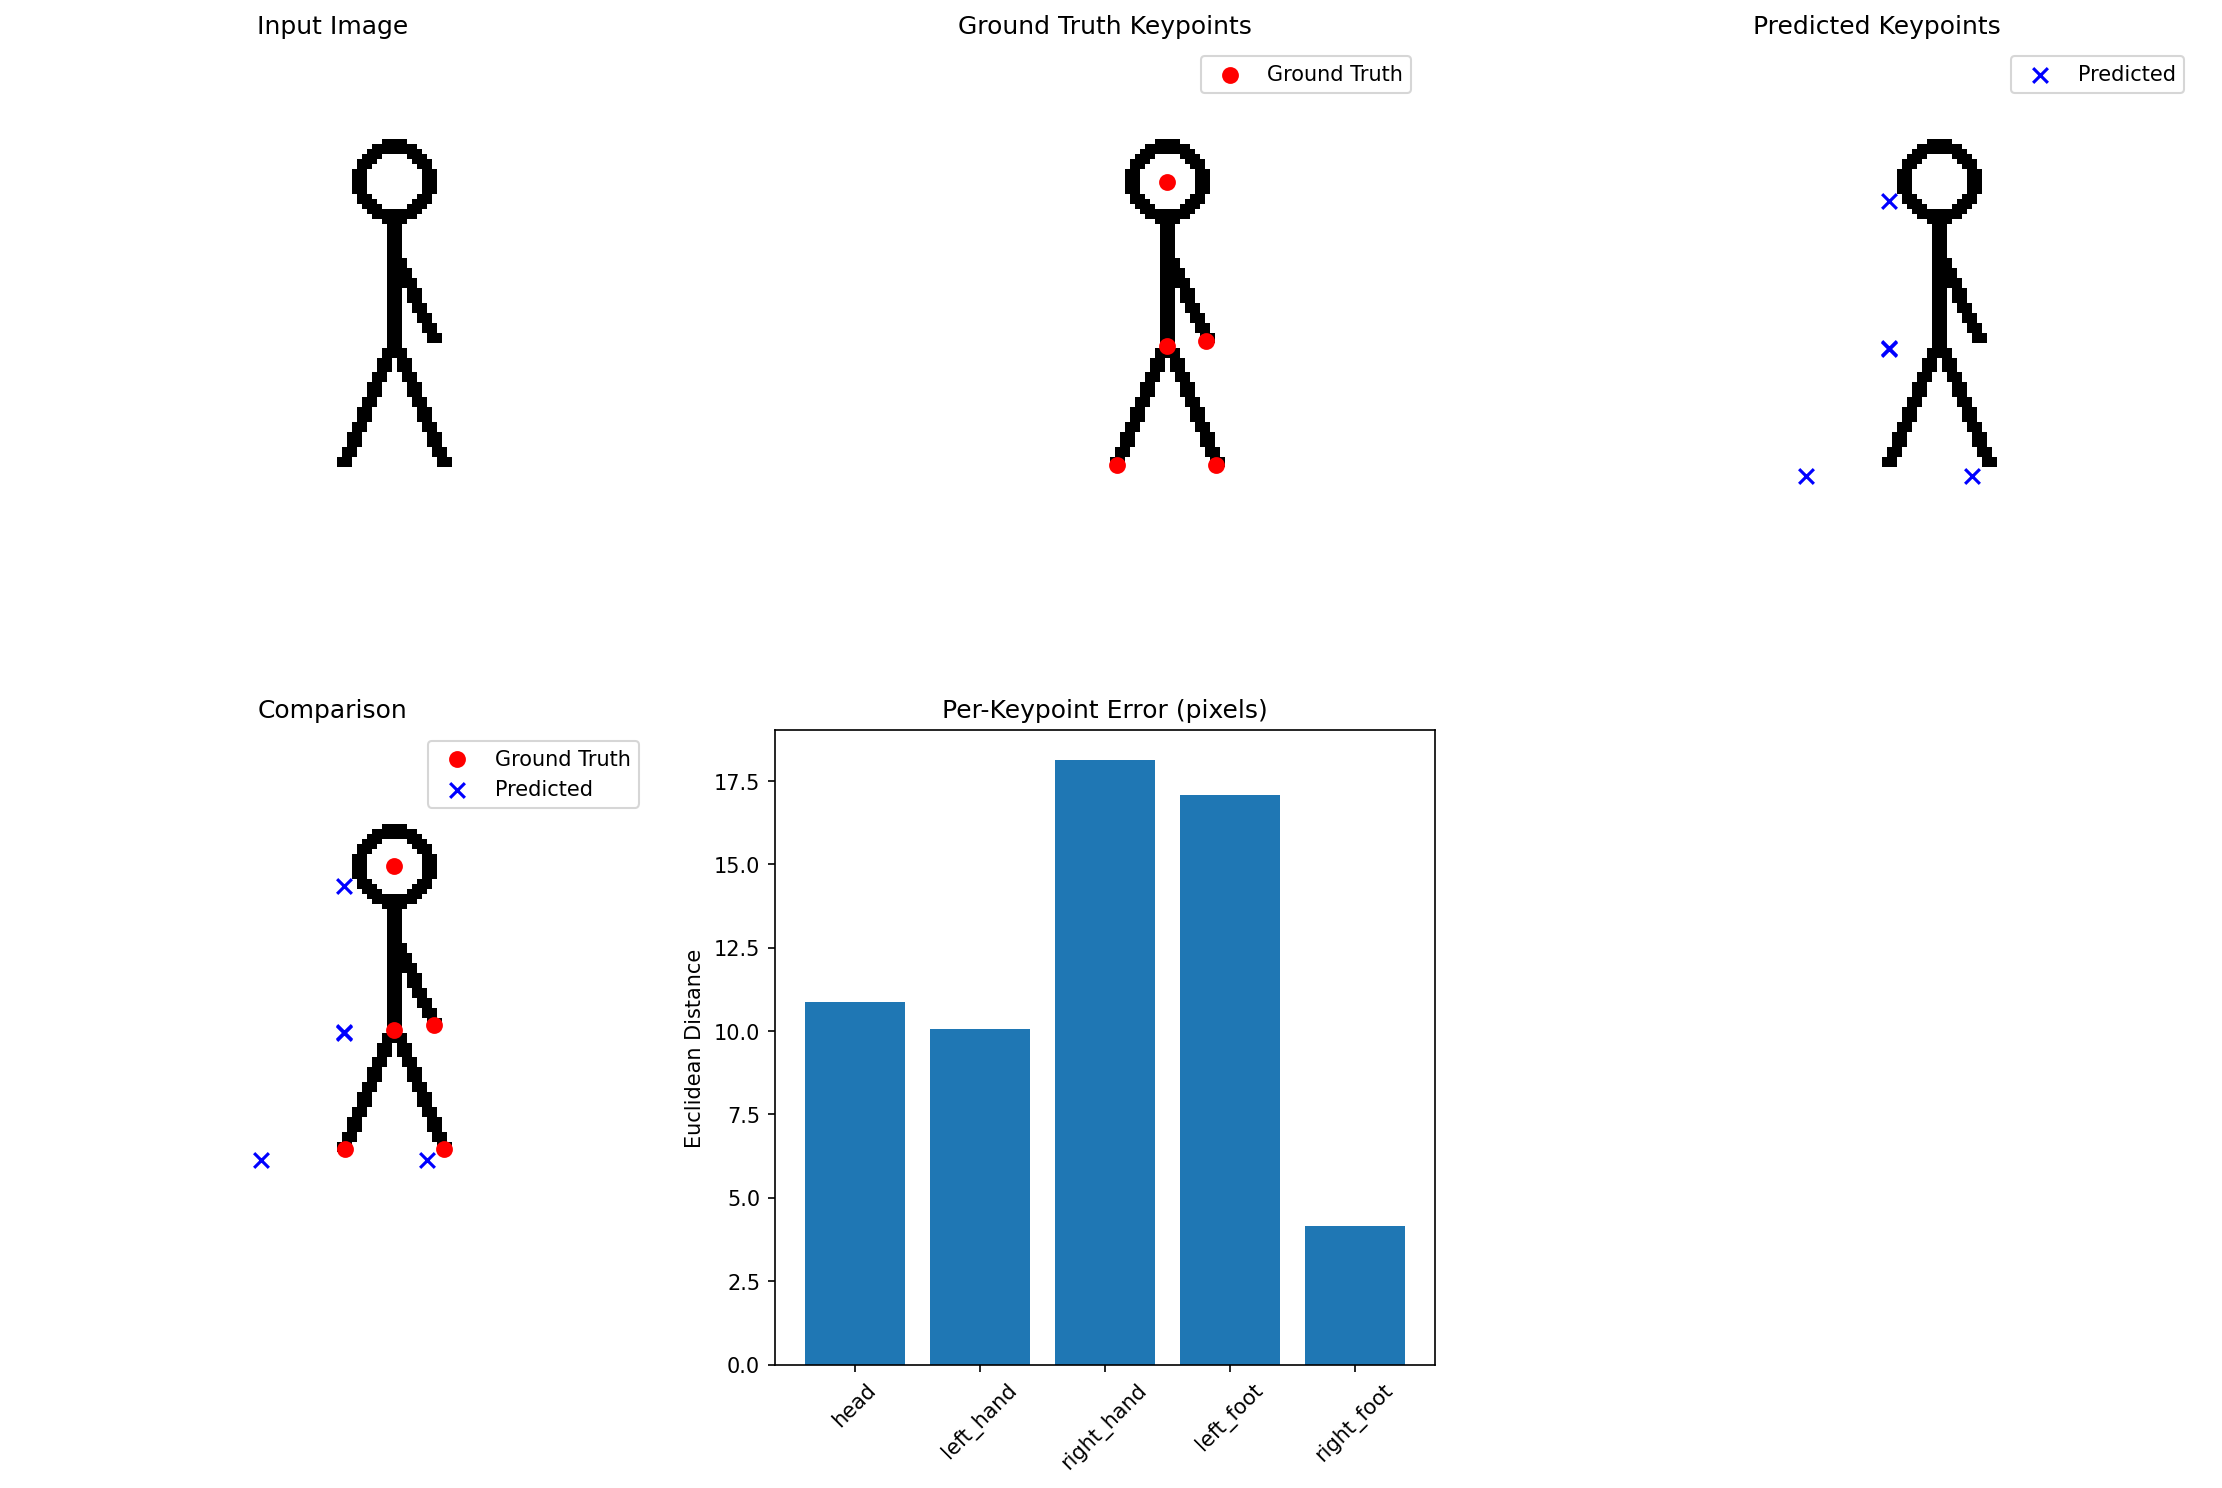 Input Image
Ground Truth Keypoints
Predicted Keypoints
Ground Truth
Predicted
Comparison
Ground Truth
Predicted
Per-Keypoint Error (pixels)
Euclidean Distance
17.5
15.0
12.5
10.0
7.5
5.0
2.5
0.0
head
left_hand
right_hand
left_foot
right_foot